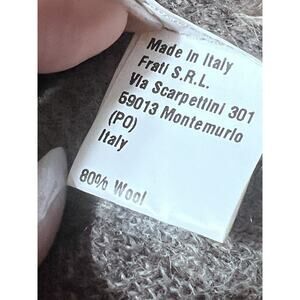 Made in Italy
Frati S.R.L.
Via Scarpettini 301
59013 Montemurlo
(PO)
Italy
80% Wool